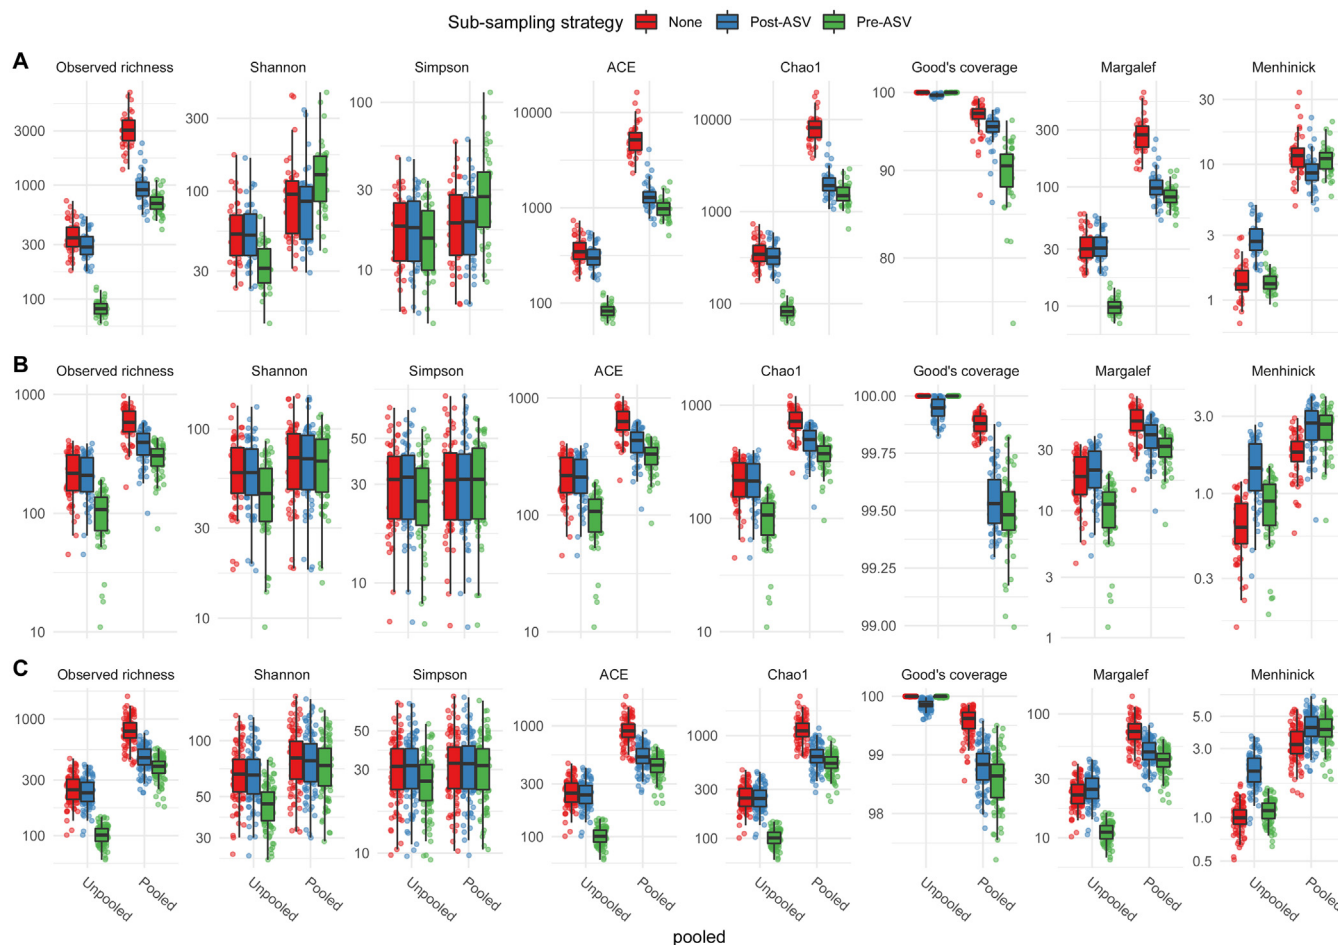 Sub-sampling strategy None Post-ASV Pre-ASV
A
Observed richness Shannon Simpson ACE Chao1 Good's coverage Margalef Menhinick
3000 1000 300 100
100 30
100 30 10
10000 1000 100
10000 1000 100
100 90 80
300 100 30 10
30 10 3 1
B
Observed richness Shannon Simpson ACE Chao1 Good's coverage Margalef Menhinick
1000 100 10
100 30 10
50 30 10
1000 100 10
1000 100 10
100.00 99.75 99.50 99.25 99.00
30 10 3 1
3.0 1.0 0.3
C
Observed richness Shannon Simpson ACE Chao1 Good's coverage Margalef Menhinick
1000 300 100
100 50 30
50 30 10
1000 300 100
1000 300 100
100 99 98
100 30 10
5.0 3.0 1.0 0.5
Unpooled Pooled Unpooled Pooled Unpooled Pooled Unpooled Pooled Unpooled Pooled Unpooled Pooled Unpooled Pooled Unpooled Pooled
pooled